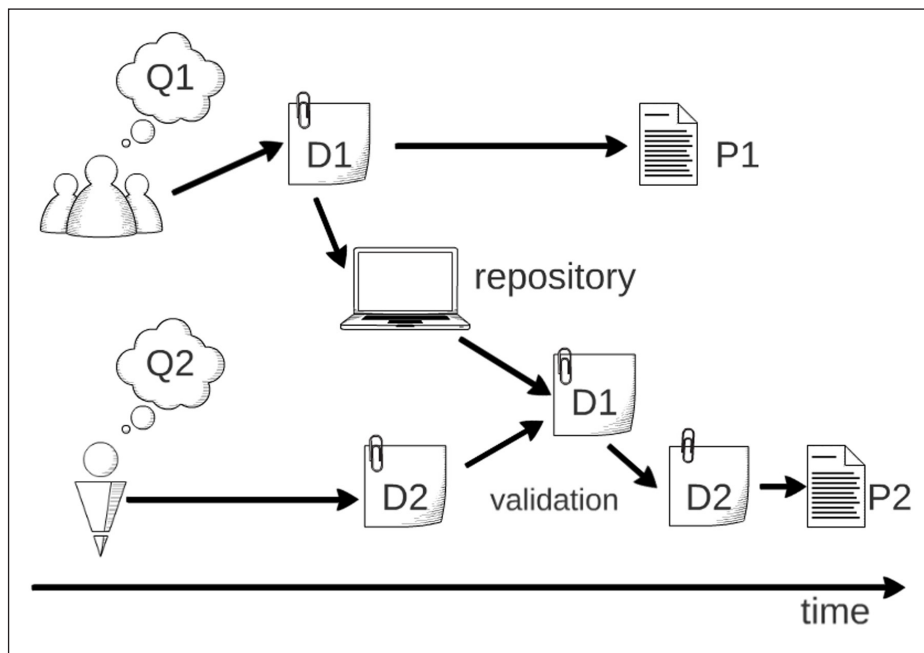 Q1
D1
P1
repository
Q2
D1
D2
validation
D2
P2
time